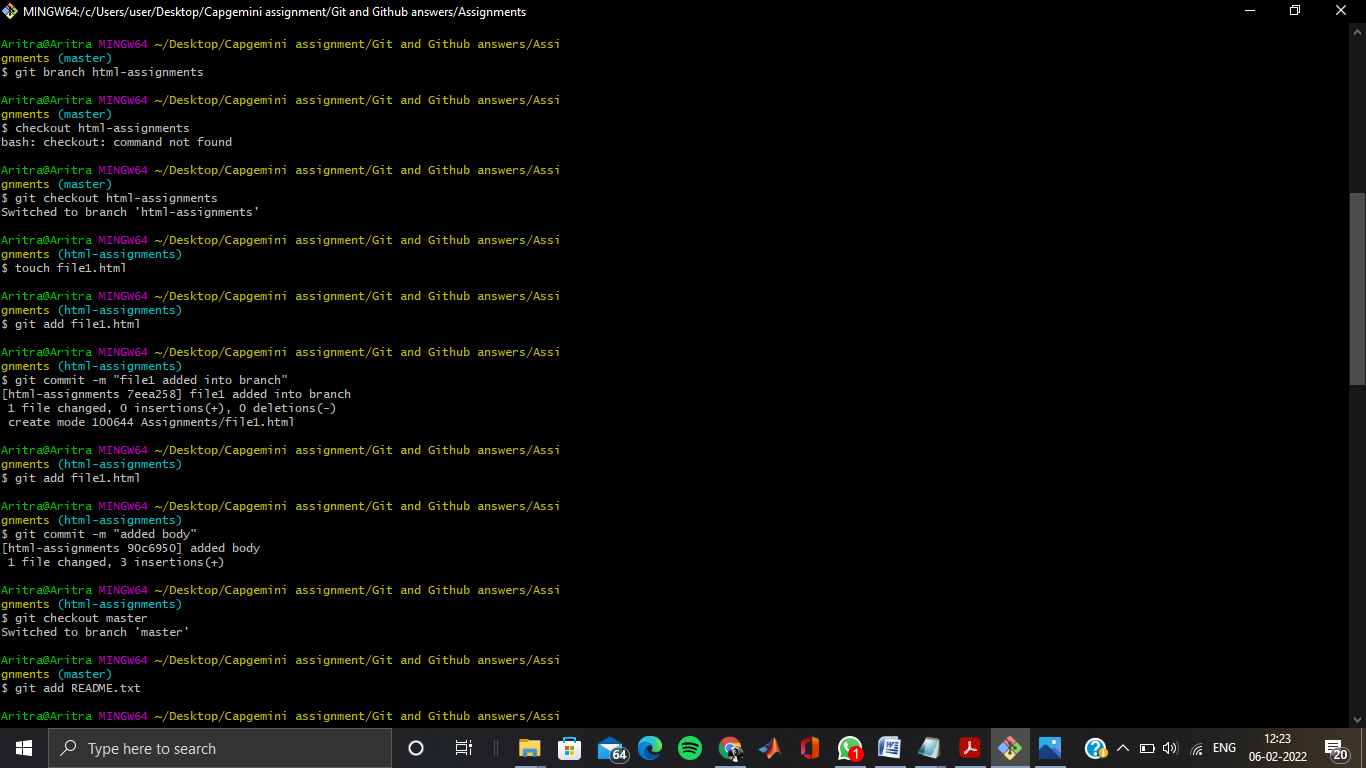 MINGW64:/c/Users/user/Desktop/Capgemini assignment/Git and Github answers/Assignments
Aritra@Aritra MINGW64 ~/Desktop/Capgemini assignment/Git and Github answers/Assi
gnments (master)
$ git branch html-assignments
Aritra@Aritra MINGW64 ~/Desktop/Capgemini assignment/Git and Github answers/Assi
gnments (master)
$ checkout html-assignments
bash: checkout: command not found
Aritra@Aritra MINGW64 ~/Desktop/Capgemini assignment/Git and Github answers/Assi
gnments (master)
$ git checkout html-assignments
Switched to branch 'html-assignments'
Aritra@Aritra MINGW64 ~/Desktop/Capgemini assignment/Git and Github answers/Assi
gnments (html-assignments)
$ touch file1.html
Aritra@Aritra MINGW64 ~/Desktop/Capgemini assignment/Git and Github answers/Assi
gnments (html-assignments)
$ git add file1.html
Aritra@Aritra MINGW64 ~/Desktop/Capgemini assignment/Git and Github answers/Assi
gnments (html-assignments)
$ git commit -m "file1 added into branch"
[html-assignments 7eea258] file1 added into branch
1 file changed, 0 insertions(+), 0 deletions(-)
create mode 100644 Assignments/file1.html
Aritra@Aritra MINGW64 ~/Desktop/Capgemini assignment/Git and Github answers/Assi
gnments (html-assignments)
$ git add file1.html
Aritra@Aritra MINGW64 ~/Desktop/Capgemini assignment/Git and Github answers/Assi
gnments (html-assignments)
$ git commit -m "added body"
[html-assignments 90c6950] added body
1 file changed, 3 insertions(+)
Aritra@Aritra MINGW64 ~/Desktop/Capgemini assignment/Git and Github answers/Assi
gnments (html-assignments)
$ git checkout master
Switched to branch 'master'
Aritra@Aritra MINGW64 ~/Desktop/Capgemini assignment/Git and Github answers/Assi
gnments (master)
$ git add README.txt
Aritra@Aritra MINGW64 ~/Desktop/Capgemini assignment/Git and Github answers/Assi
Type here to search
64
1
ENG
12:23
06-02-2022
20